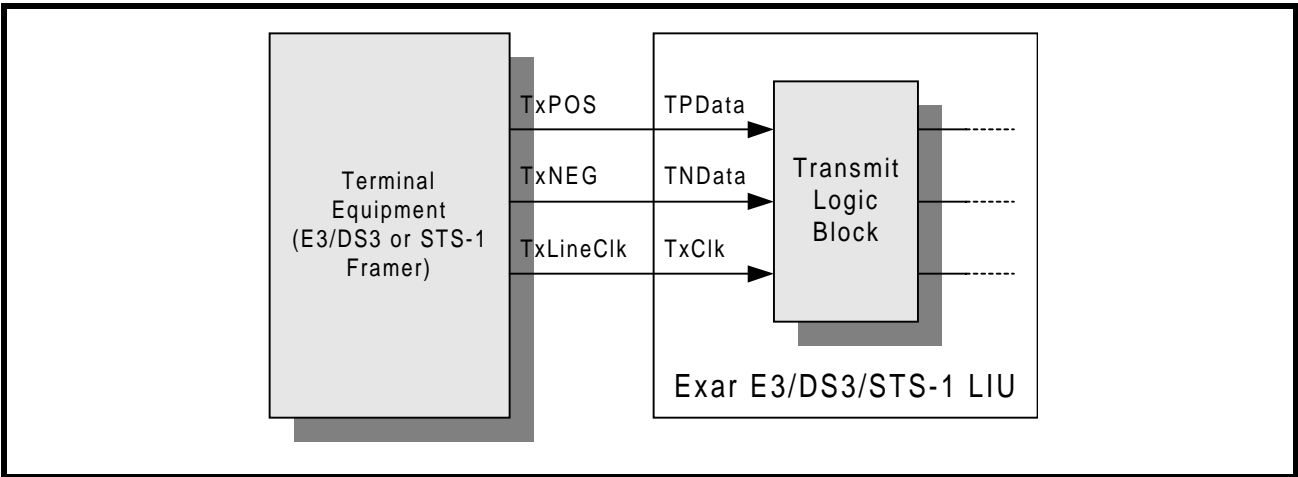 Terminal
Equipment
(E3/DS3 or STS-1
Framer)
TxPOS
TPData
TxNEG
TNData
TxLineClk
TxClk
Transmit
Logic
Block
Exar E3/DS3/STS-1 LIU